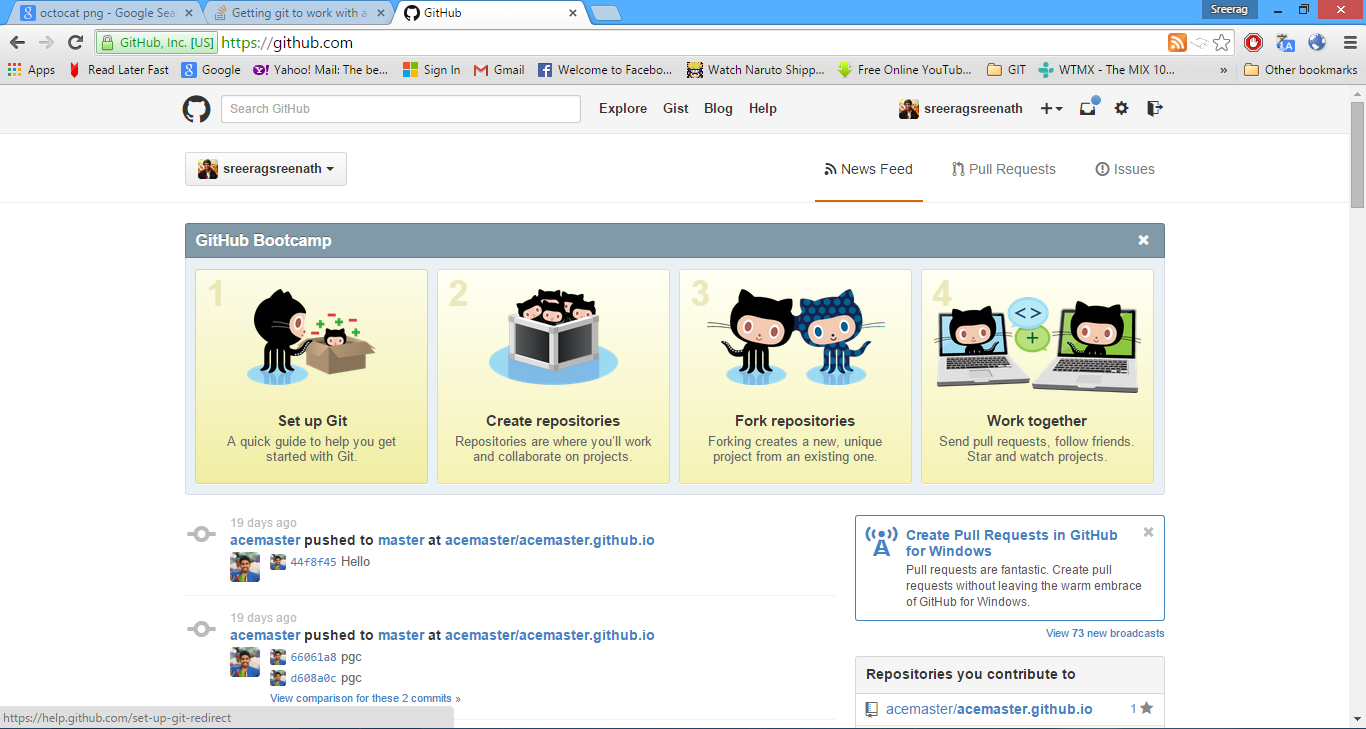 octocat png - Google Sea
Getting git to work with a
GitHub
Sreerag
GitHub, Inc. [US]
https://github.com
Apps
Read Later Fast
Google
Yahoo! Mail: The be...
Sign In
Gmail
Welcome to Facebo...
Watch Naruto Shipp...
Free Online YouTub...
GIT
WTMX - The MIX 10...
»
Other bookmarks
Search GitHub
Explore
Gist
Blog
Help
sreeragsreenath
sreeragsreenath
News Feed
Pull Requests
Issues
GitHub Bootcamp
1
Set up Git
A quick guide to help you get
started with Git.
2
Create repositories
Repositories are where you'll work
and collaborate on projects.
3
Fork repositories
Forking creates a new, unique
project from an existing one.
4
Work together
Send pull requests, follow friends.
Star and watch projects.
19 days ago
acemaster pushed to master at acemaster/acemaster.github.io
44f8f45 Hello
19 days ago
acemaster pushed to master at acemaster/acemaster.github.io
66061a8 pgc
d608a0c pgc
View comparison for these 2 commits »
Create Pull Requests in GitHub
for Windows
Pull requests are fantastic. Create pull
requests without leaving the warm embrace
of GitHub for Windows.
View 73 new broadcasts
Repositories you contribute to
acemaster/acemaster.github.io 1
https://help.github.com/set-up-git-redirect